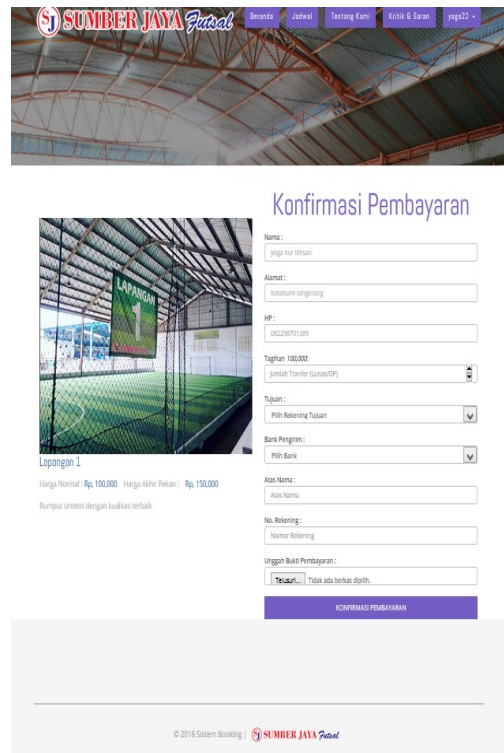 SJ SUMBER JAYA Futsal
Beranda Jadwal Tentang Kami Kritik & Saran yoga22
Konfirmasi Pembayaran
Nama :
yoga nur ikhsan
Alamat :
kotabumi tangerang
HP :
082298701389
Tagihan 100,000:
Jumlah Tranfer (Lunas/DP)
Tujuan :
Pilih Rekening Tujuan
Bank Pengirim :
Pilih Bank
Atas Nama :
Atas Nama
No. Rekening :
Nomor Rekening
Unggah Bukti Pembayaran :
Telusuri... Tidak ada berkas dipilih.
KONFIRMASI PEMBAYARAN
LAPANGAN
1
Lapangan 1
Harga Normal : Rp, 100,000 Harga Akhir Pekan : Rp, 150,000
Rumput sintesis dengan kualitas terbaik
© 2018 Sistem Booking | SJ SUMBER JAYA Futsal